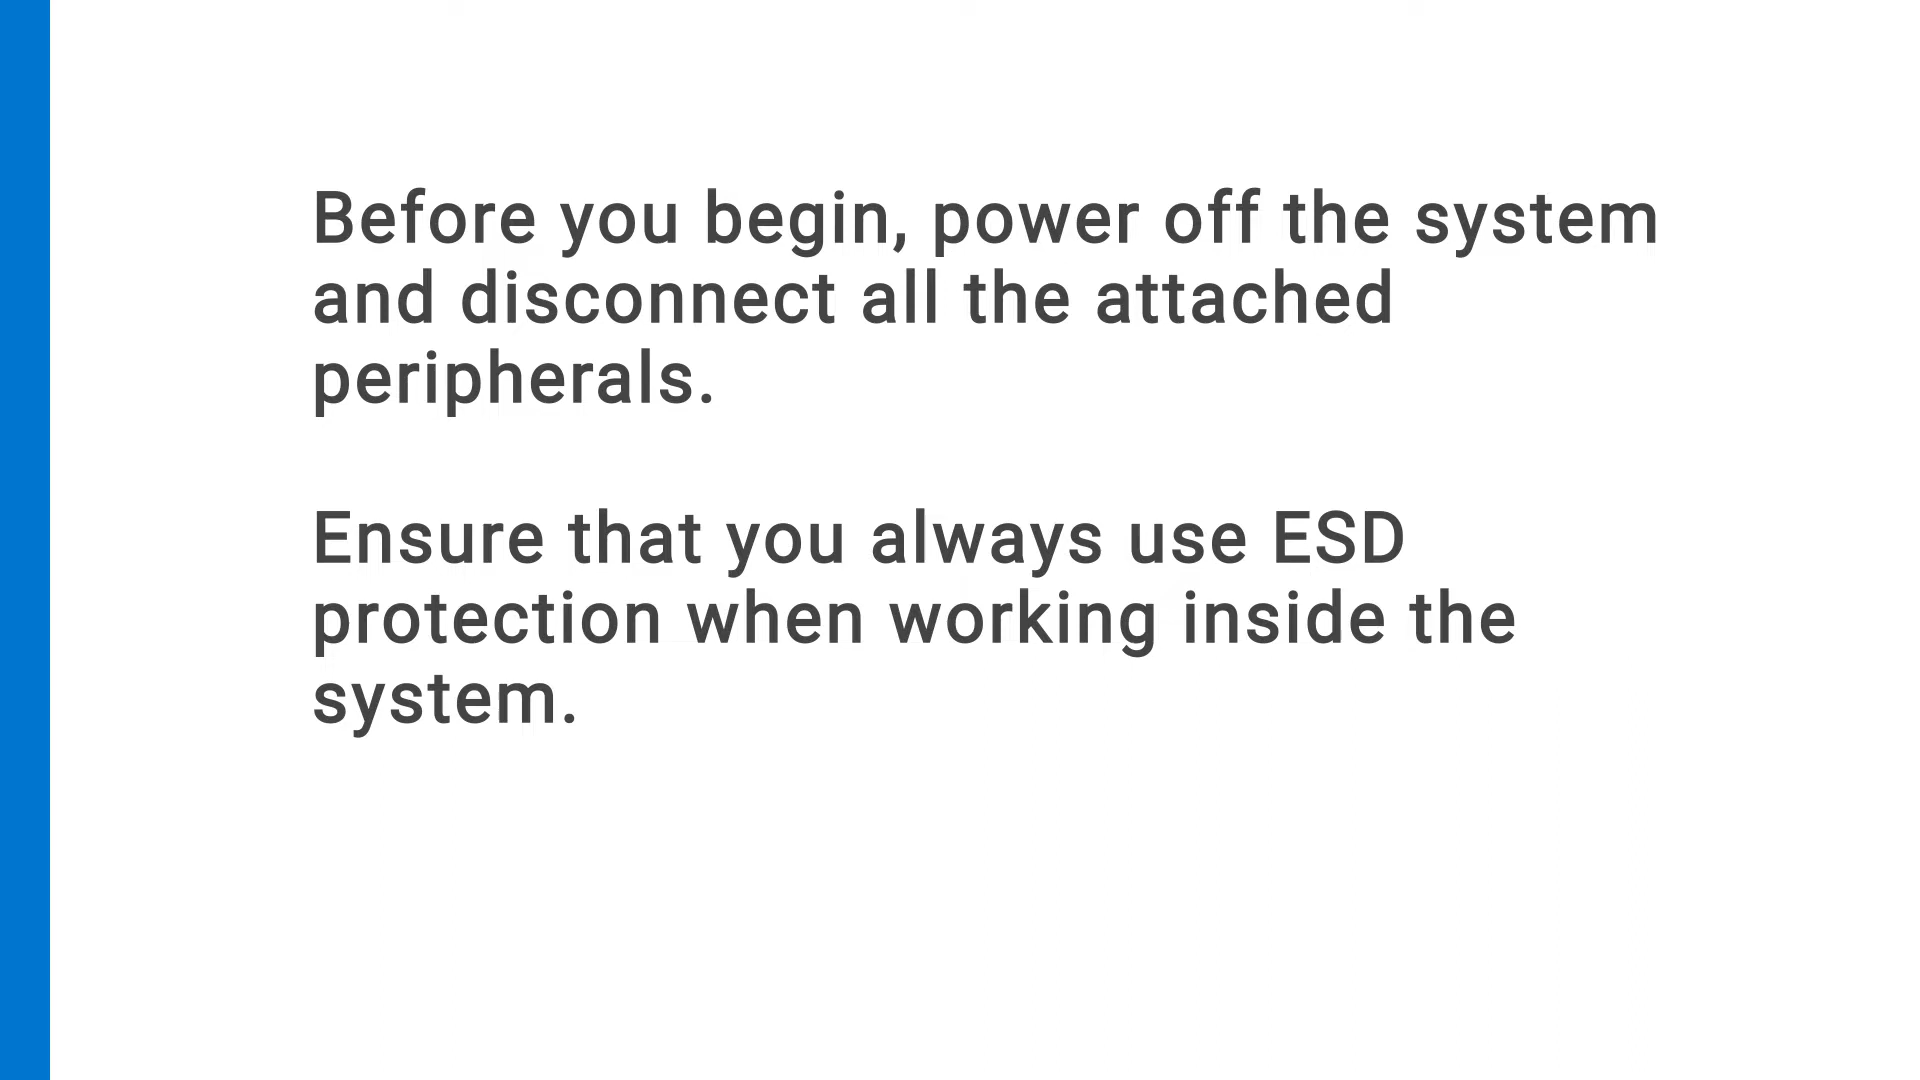 Before you begin, power off the system
and disconnect all the attached
peripherals.
Ensure that you always use ESD
protection when working inside the
system.